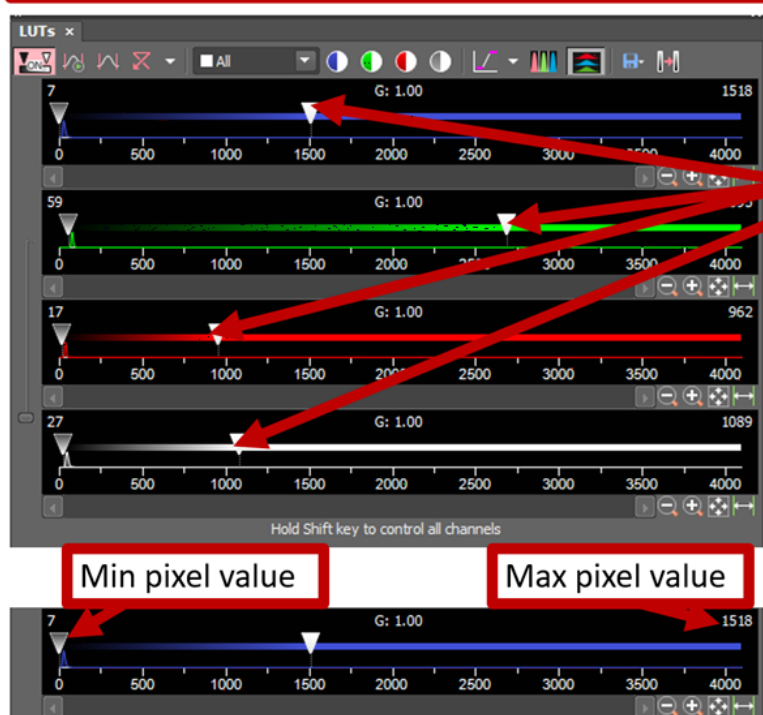 LUTs ×
ON All
7 G: 1.00 1518
0 500 1000 1500 2000 2500 3000 3500 4000
59 G: 1.00
0 500 1000 1500 2000 2500 3000 3500 4000
17 G: 1.00 962
0 500 1000 1500 2000 2500 3000 3500 4000
27 G: 1.00 1089
0 500 1000 1500 2000 2500 3000 3500 4000
Hold Shift key to control all channels
Min pixel value Max pixel value
7 G: 1.00 1518
0 500 1000 1500 2000 2500 3000 3500 4000